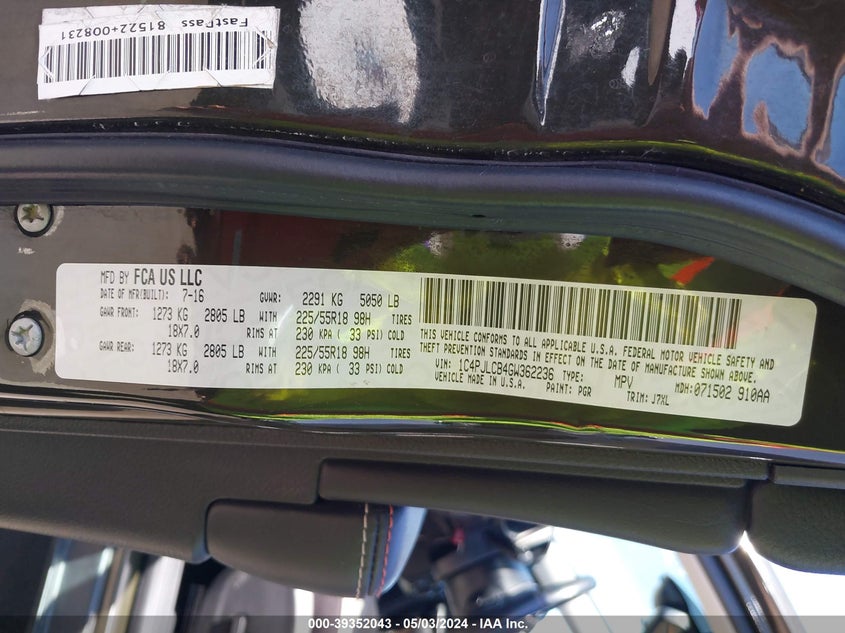 FastPass 81522+008231
MFD BY FCA US LLC
DATE OF MFR(BUILT): 7-16 GVWR: 2291 KG 5050 LB
GAWR FRONT: 1273 KG 2805 LB WITH 225/55R18 98H TIRES
18X7.0 RIMS AT 230 KPA ( 33 PSI) COLD
GAWR REAR: 1273 KG 2805 LB WITH 225/55R18 98H TIRES
18X7.0 RIMS AT 230 KPA ( 33 PSI) COLD
THIS VEHICLE CONFORMS TO ALL APPLICABLE U.S.A. FEDERAL MOTOR VEHICLE SAFETY AND
THEFT PREVENTION STANDARDS IN EFFECT ON THE DATE OF MANUFACTURE SHOWN ABOVE.
VIN: 1C4PJLCB4GW362236 MPV MDH: 071502 910AA
VEHICLE MADE IN U.S.A. PAINT: PGR TRIM: J7XL
000-39352043 - 05/03/2024 - IAA Inc.